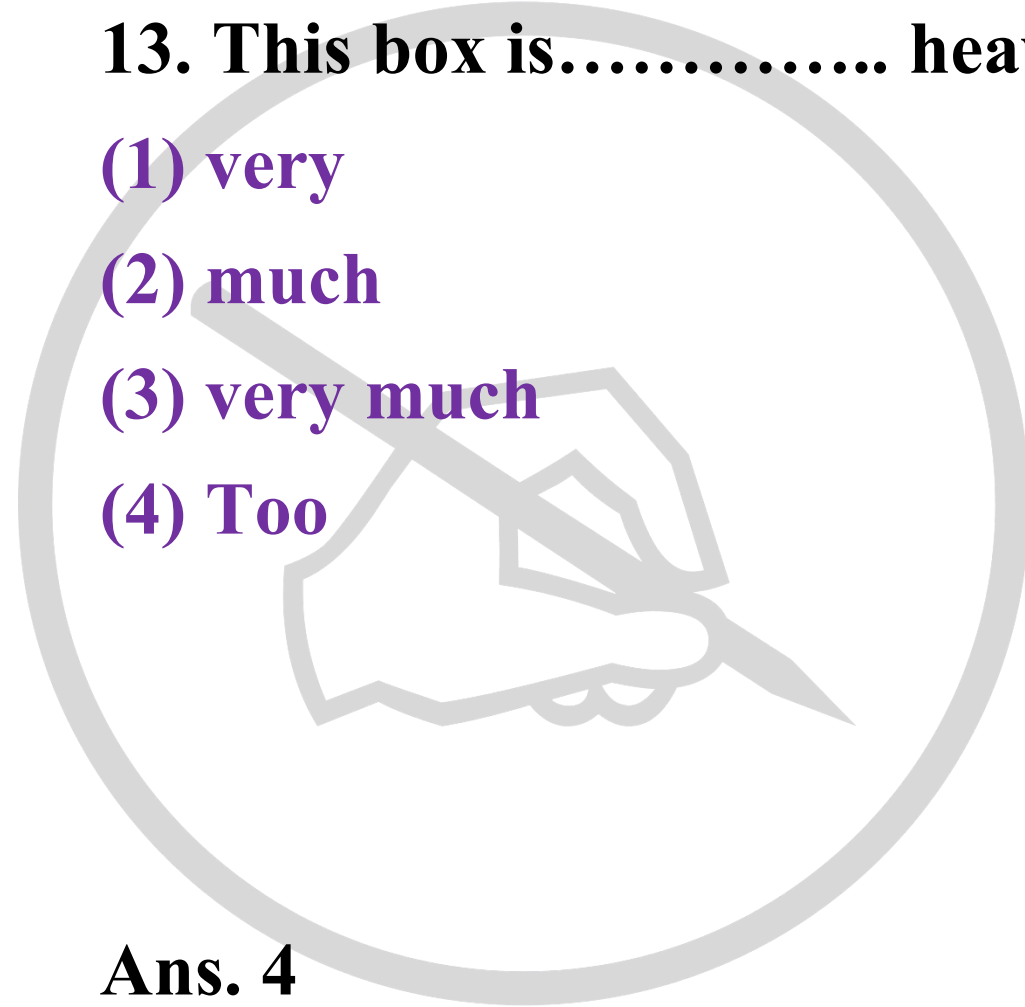 13. This box is………….. hea
(1) very
(2) much
(3) very much
(4) Too
Ans. 4